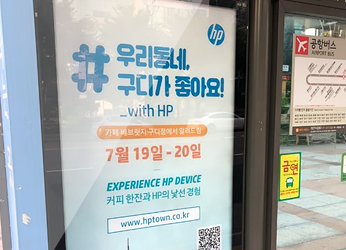 hp
#우리동네,
구디가 좋아요!
_with HP
7월 19일 - 20일
EXPERIENCE HP DEVICE
커피 한잔과 HP의 낯선 경험
www.hptown.co.kr
공항버스
AIRPORT BUS
금연